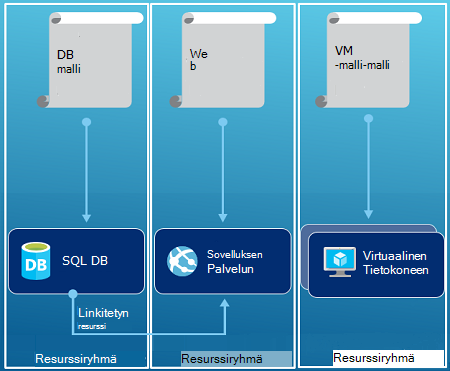 DB
malli
We
b
VM
-malli-malli
DB
SQL DB
Sovelluksen
Palvelun
Virtuaalinen
Tietokoneen
Linkitetyn
resurssi
Resurssiryhmä
Resurssiryhmä
Resurssiryhmä